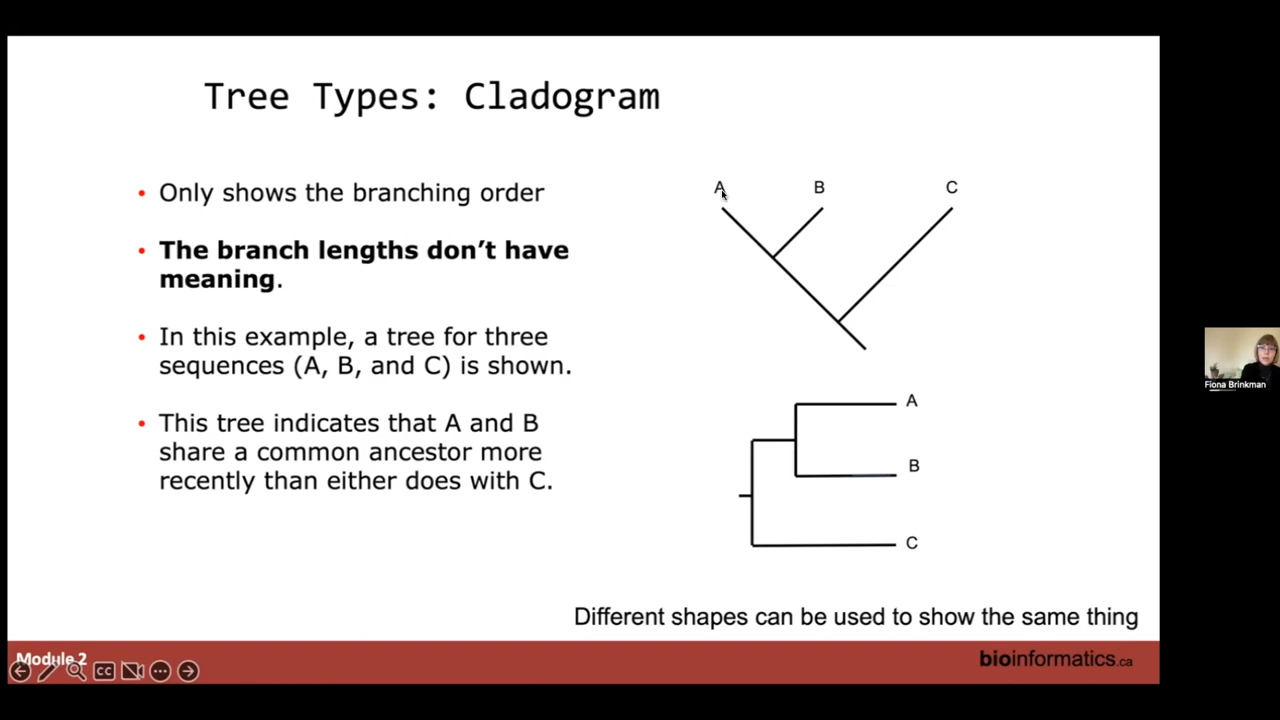 Tree Types: Cladogram
• Only shows the branching order
• The branch lengths don’t have
meaning.
• In this example, a tree for three
sequences (A, B, and C) is shown.
• This tree indicates that A and B
share a common ancestor more
recently than either does with C.
A B C
A
B
C
Different shapes can be used to show the same thing
Fiona Brinkman
Module 2
CC
bioinformatics.ca